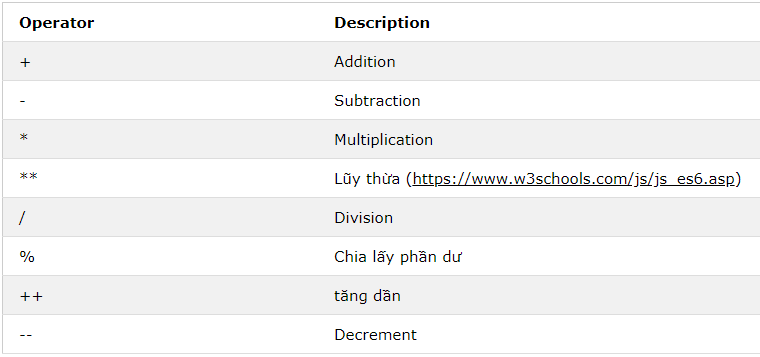 Operator Description
+ Addition
- Subtraction
* Multiplication
** Lũy thừa (https://www.w3schools.com/js/js_es6.asp)
/ Division
% Chia lấy phần dư
++ tăng dần
-- Decrement